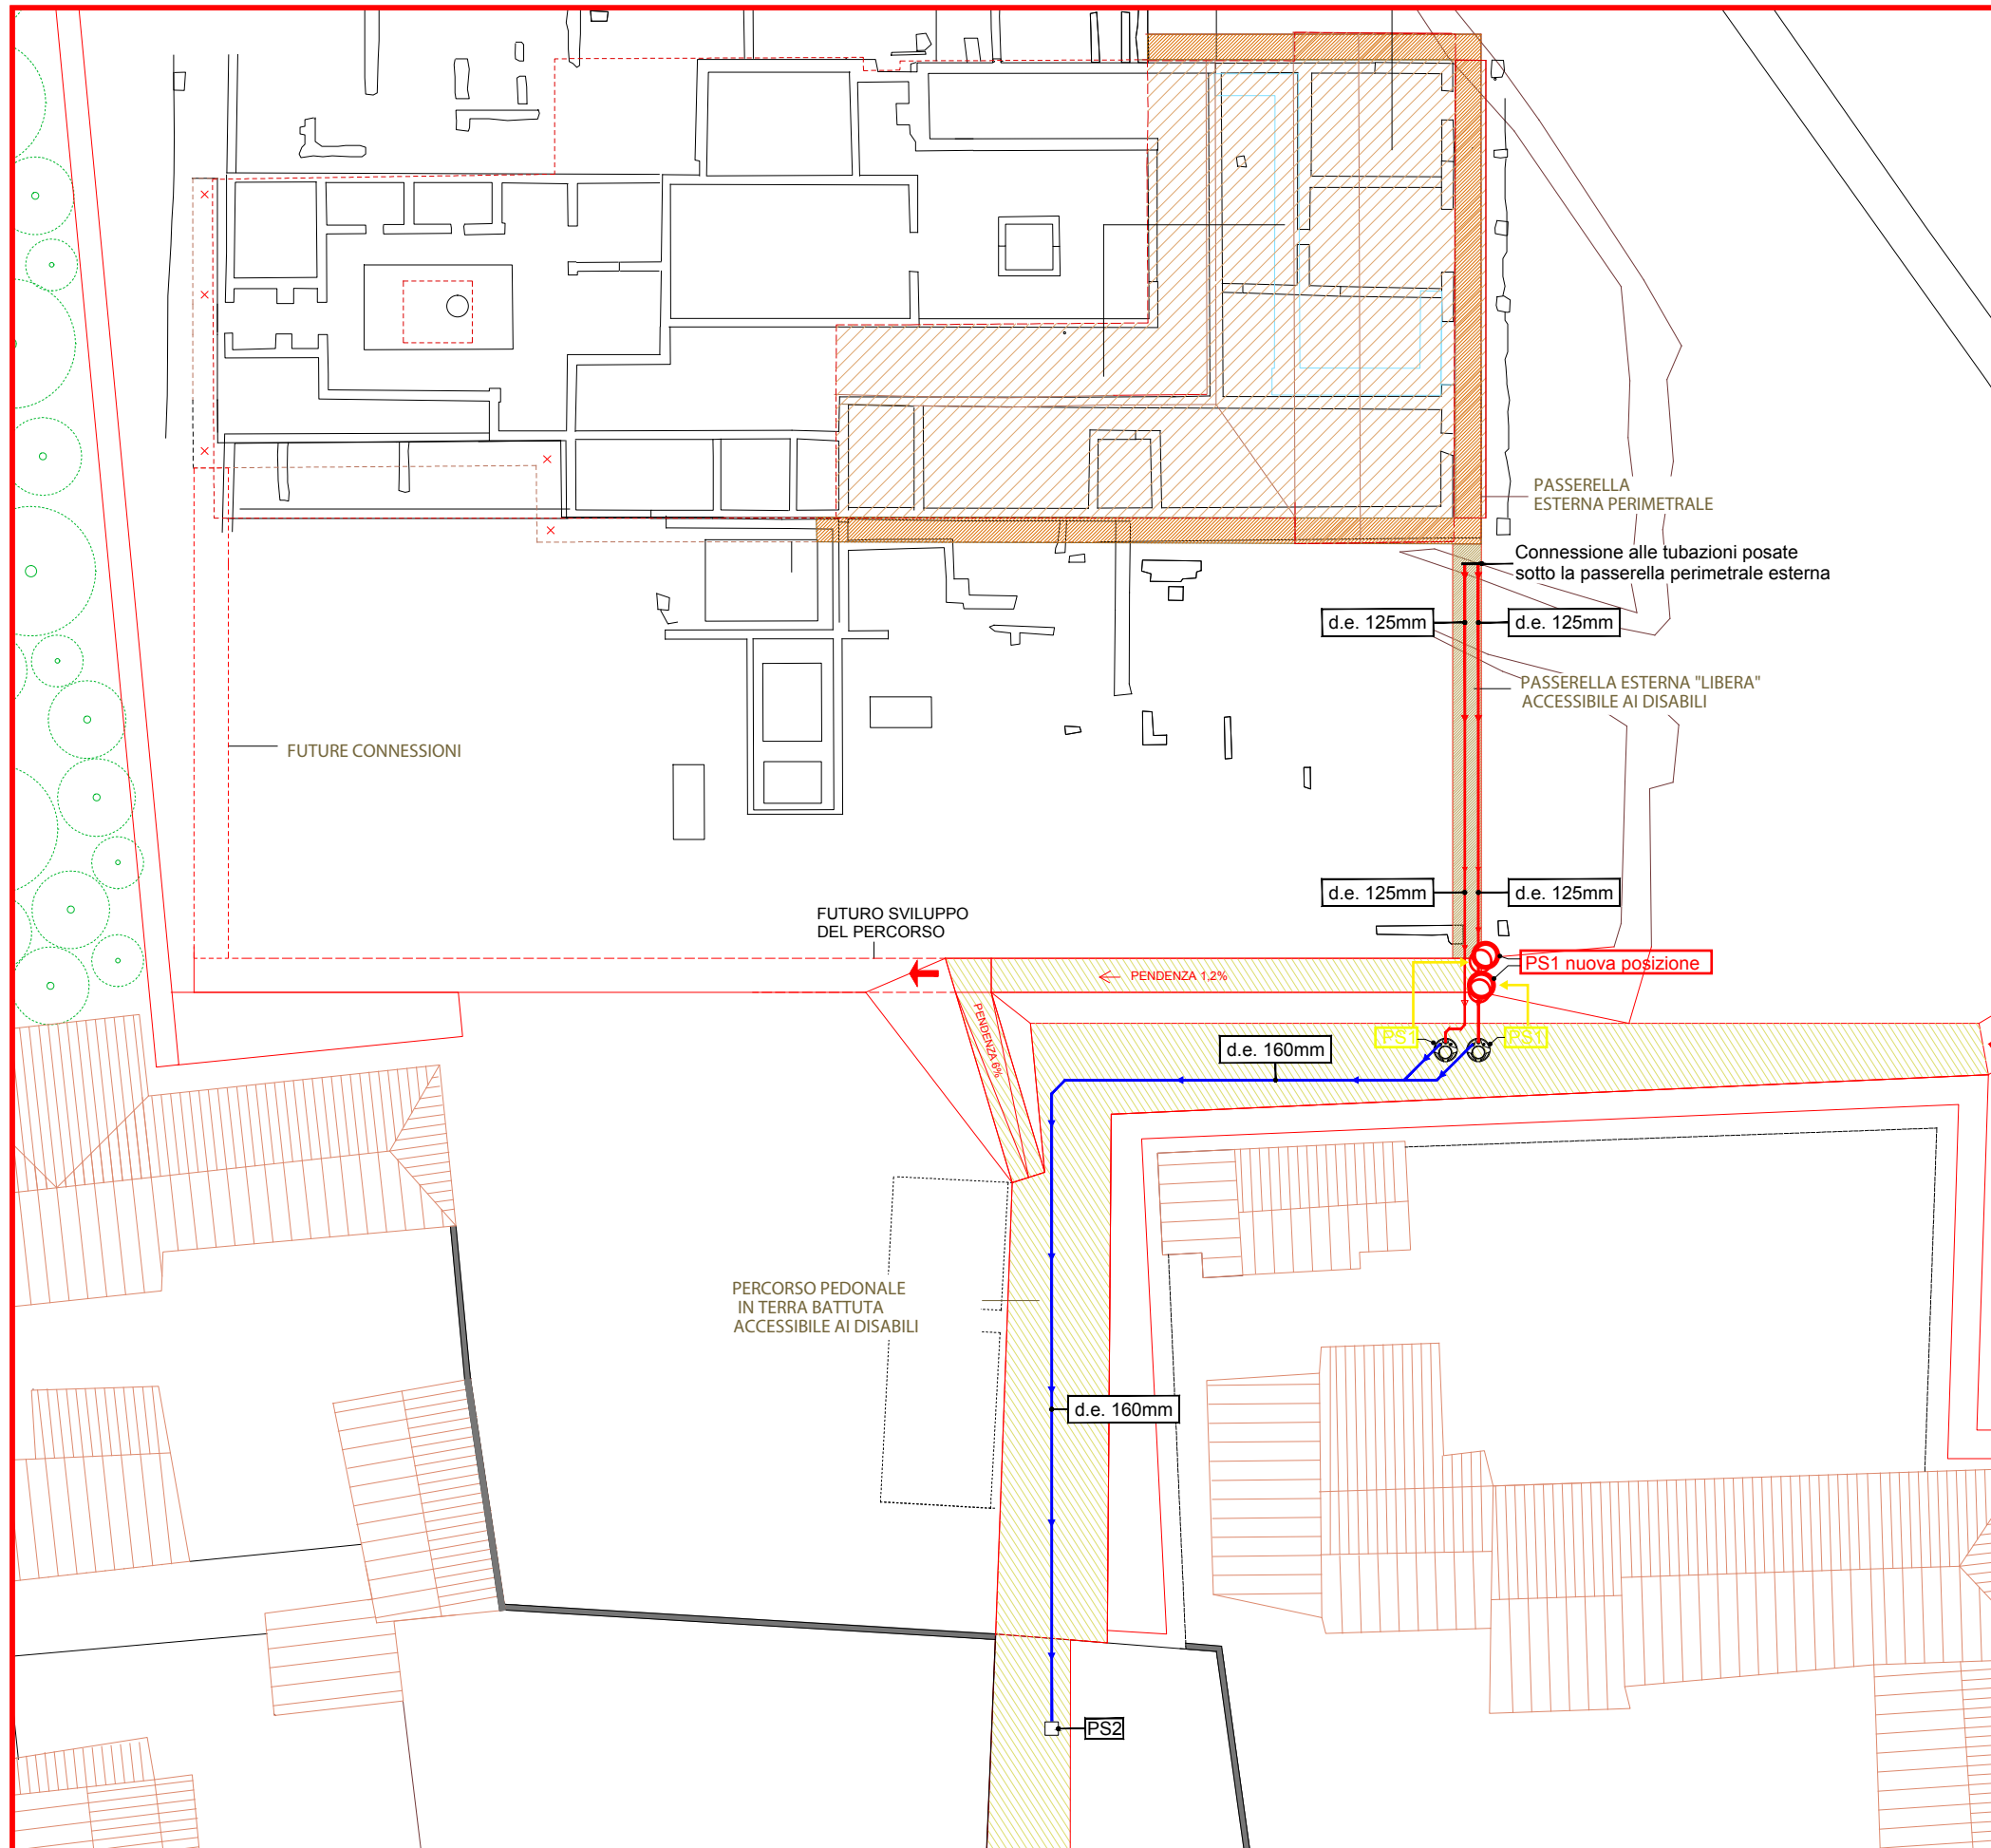 PASSERELLA
ESTERNA PERIMETRALE
Connessione alle tubazioni posate
sotto la passerella perimetrale esterna
d.e. 125mm
d.e. 125mm
PASSERELLA ESTERNA "LIBERA"
ACCESSIBILE AI DISABILI
FUTURE CONNESSIONI
d.e. 125mm
d.e. 125mm
FUTURO SVILUPPO
DEL PERCORSO
PS1 nuova posizione
PENDENZA 1,2%
PENDENZA 6%
PS1
PS1
d.e. 160mm
PERCORSO PEDONALE
IN TERRA BATTUTA
ACCESSIBILE AI DISABILI
d.e. 160mm
PS2